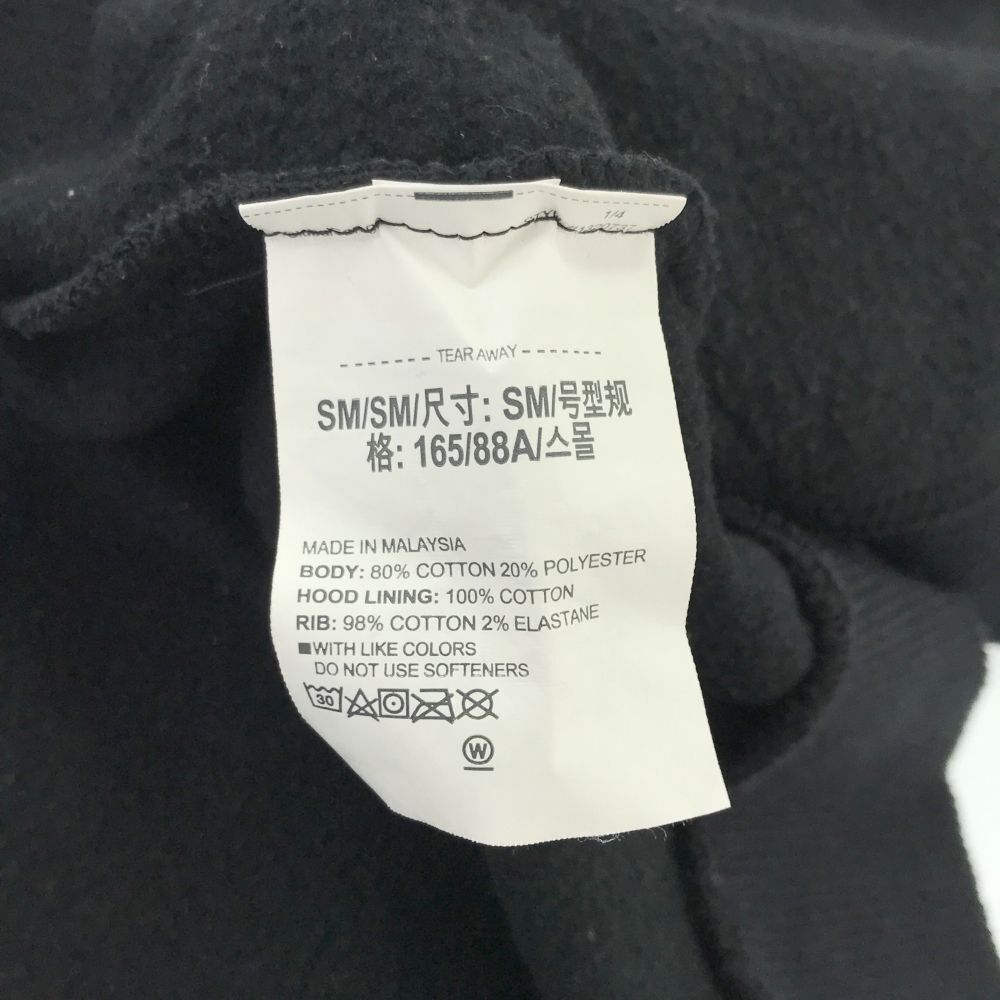 1/4
TEAR AWAY
SM/SM/尺寸: SM/号型规
格: 165/88A/스몰
MADE IN MALAYSIA
BODY: 80% COTTON 20% POLYESTER
HOOD LINING: 100% COTTON
RIB: 98% COTTON 2% ELASTANE
■WITH LIKE COLORS
DO NOT USE SOFTENERS
30
W